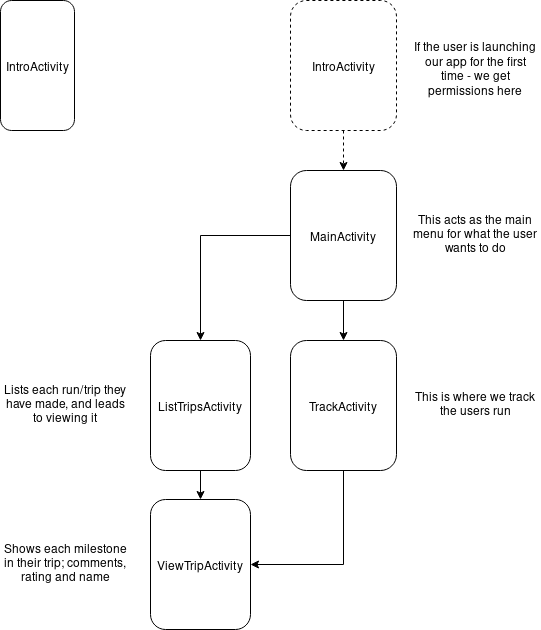 IntroActivity
IntroActivity
If the user is launching
our app for the first
time - we get
permissions here
MainActivity
This acts as the main
menu for what the user
wants to do
Lists each run/trip they
have made, and leads
to viewing it
ListTripsActivity
TrackActivity
This is where we track
the users run
Shows each milestone
in their trip; comments,
rating and name
ViewTripActivity